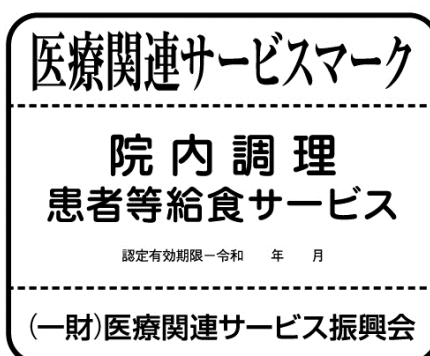 医療関連サービスマーク
院内調理
患者等給食サービス
認定有効期限－令和　年　月
(一財)医療関連サービス振興会